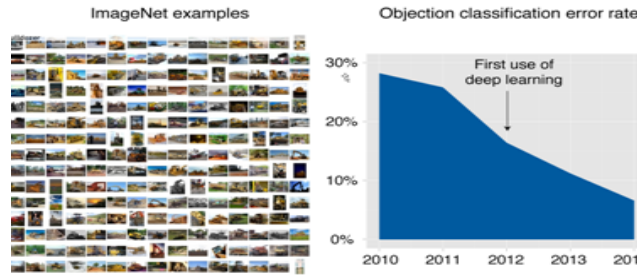 ImageNet examples
Objection classification error rate
30%
First use of
deep learning
20%
10%
0%
2010
2011
2012
2013